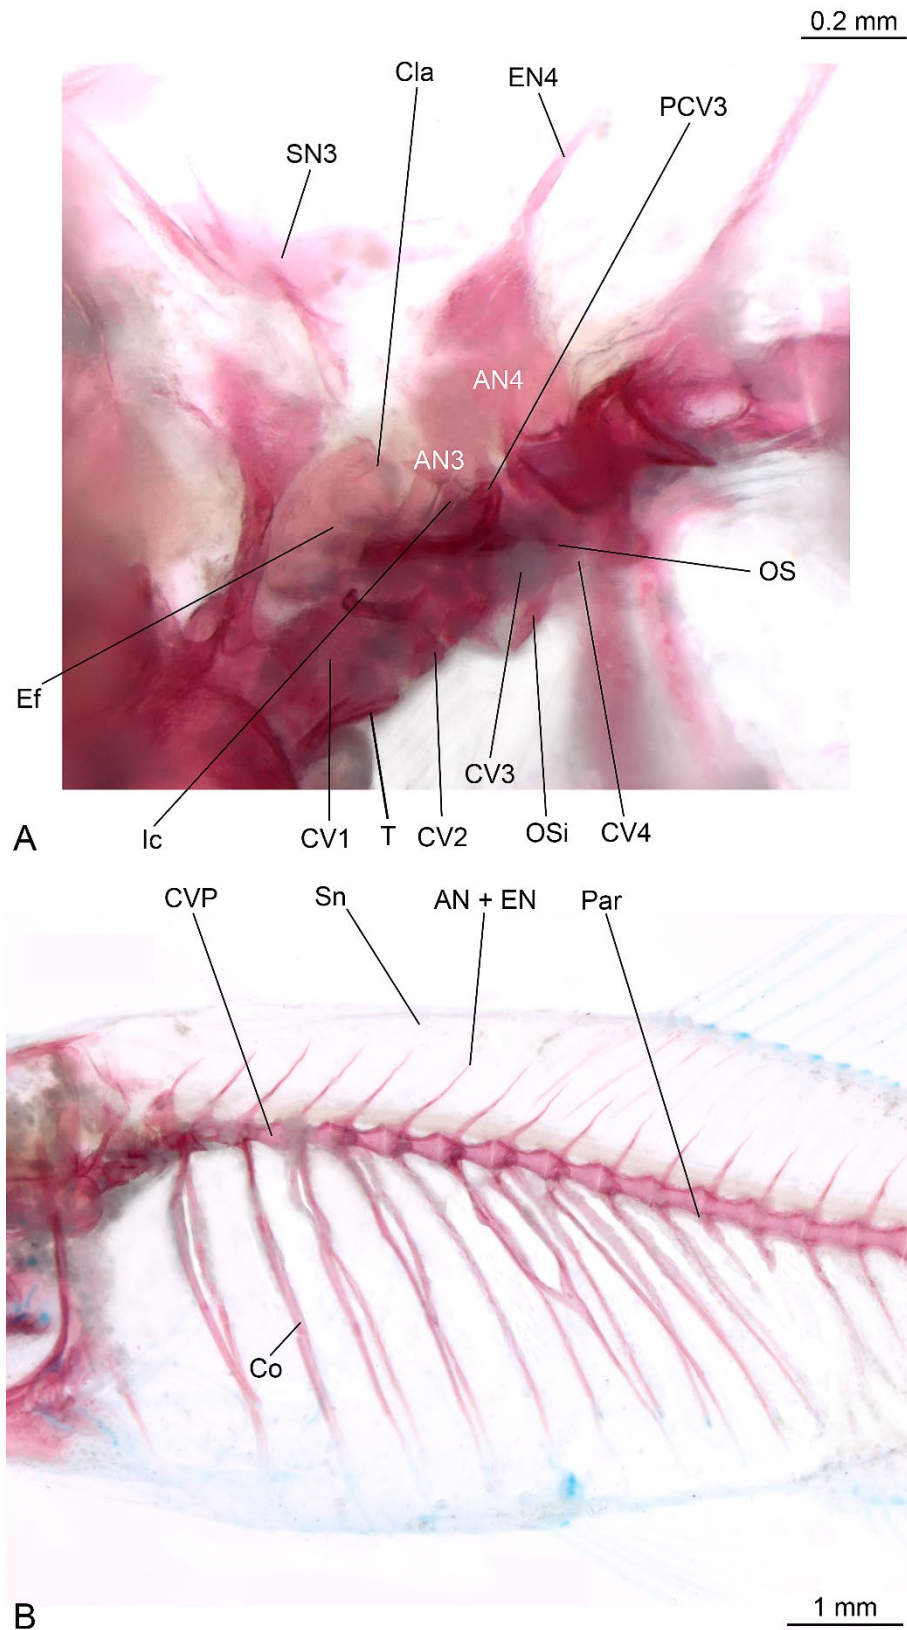 0.2 mm
Cla
EN4
PCV3
SN3
AN4
AN3
OS
Ef
CV3
Ic
CV1
T
CV2
OSi
CV4
A
CVP
Sn
AN + EN
Par
Co
B
1 mm